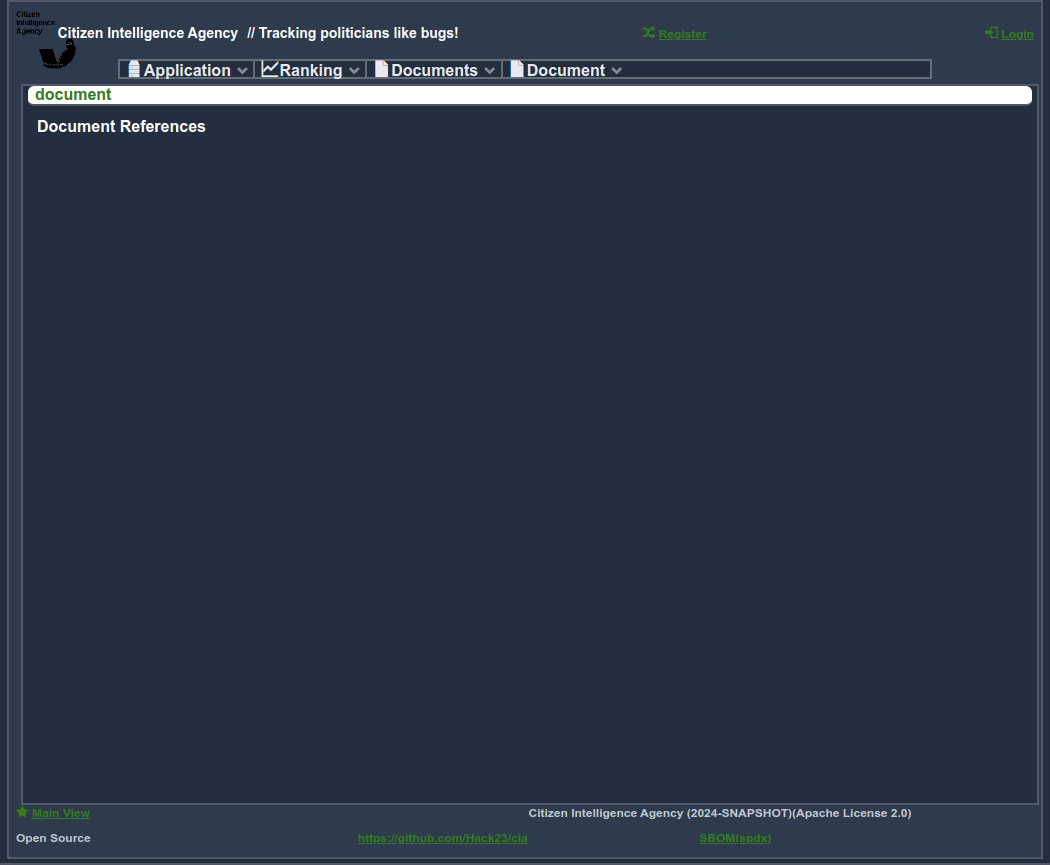 Citizen
Intelligence
Agency
Citizen Intelligence Agency // Tracking politicians like bugs!
Register
Login
Application
Ranking
Documents
Document
document
Document References
Main View
Citizen Intelligence Agency (2024-SNAPSHOT)(Apache License 2.0)
Open Source
https://github.com/Hack23/cia
SBOM(spdx)